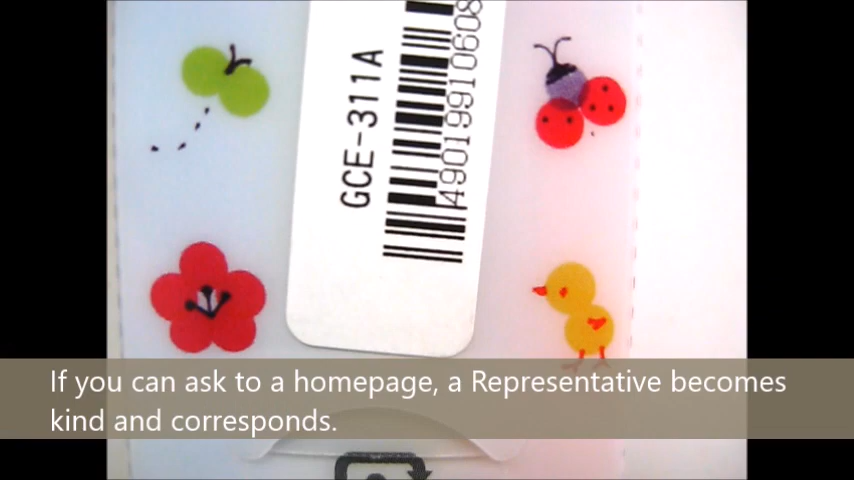 GCE-311A
4901991060
If you can ask to a homepage, a Representative becomes
kind and corresponds.